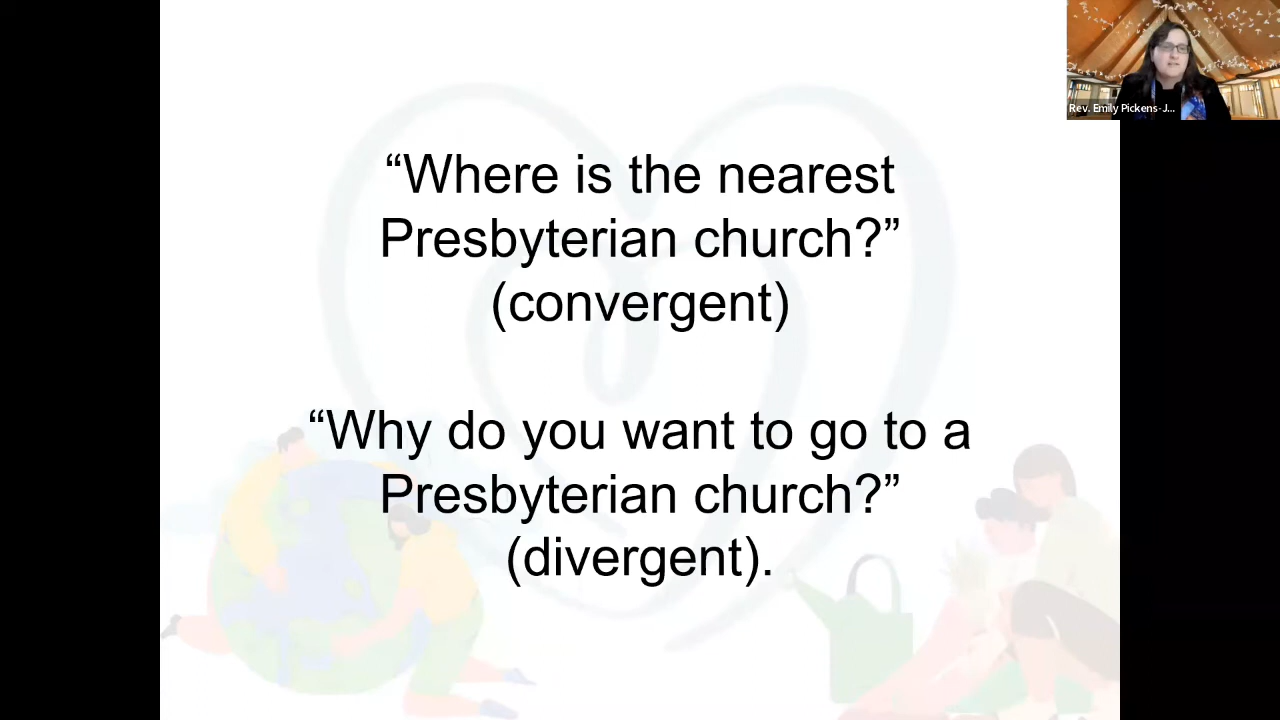 “Where is the nearest
Presbyterian church?”
(convergent)
“Why do you want to go to a
Presbyterian church?”
(divergent).
Rev. Emily Pickens-J...